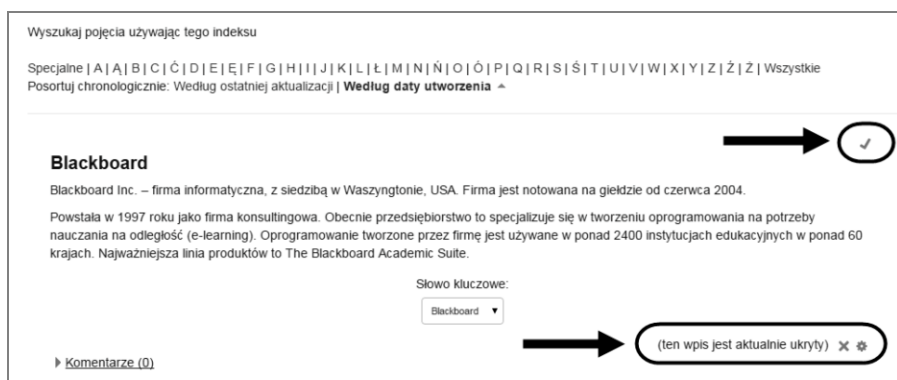 Wyszukaj pojęcia używając tego indeksu
Specjalne | A | Ą | B | C | Ć | D | E | Ę | F | G | H | I | J | K | L | Ł | M | N | Ń | O | Ó | P | Q | R | S | Ś | T | U | V | W | X | Y | Z | Ź | Ż | Wszystkie
Posortuj chronologicznie: Według ostatniej aktualizacji | Według daty utworzenia
Blackboard
Blackboard Inc. – firma informatyczna, z siedzibą w Waszyngtonie, USA. Firma jest notowana na giełdzie od czerwca 2004.
Powstała w 1997 roku jako firma konsultingowa. Obecnie przedsiębiorstwo to specjalizuje się w tworzeniu oprogramowania na potrzeby
nauczania na odległość (e-learning). Oprogramowanie tworzone przez firmę jest używane w ponad 2400 instytucjach edukacyjnych w ponad 60
krajach. Najważniejsza linia produktów to The Blackboard Academic Suite.
Słowo kluczowe:
Blackboard
(ten wpis jest aktualnie ukryty)
Komentarze (0)